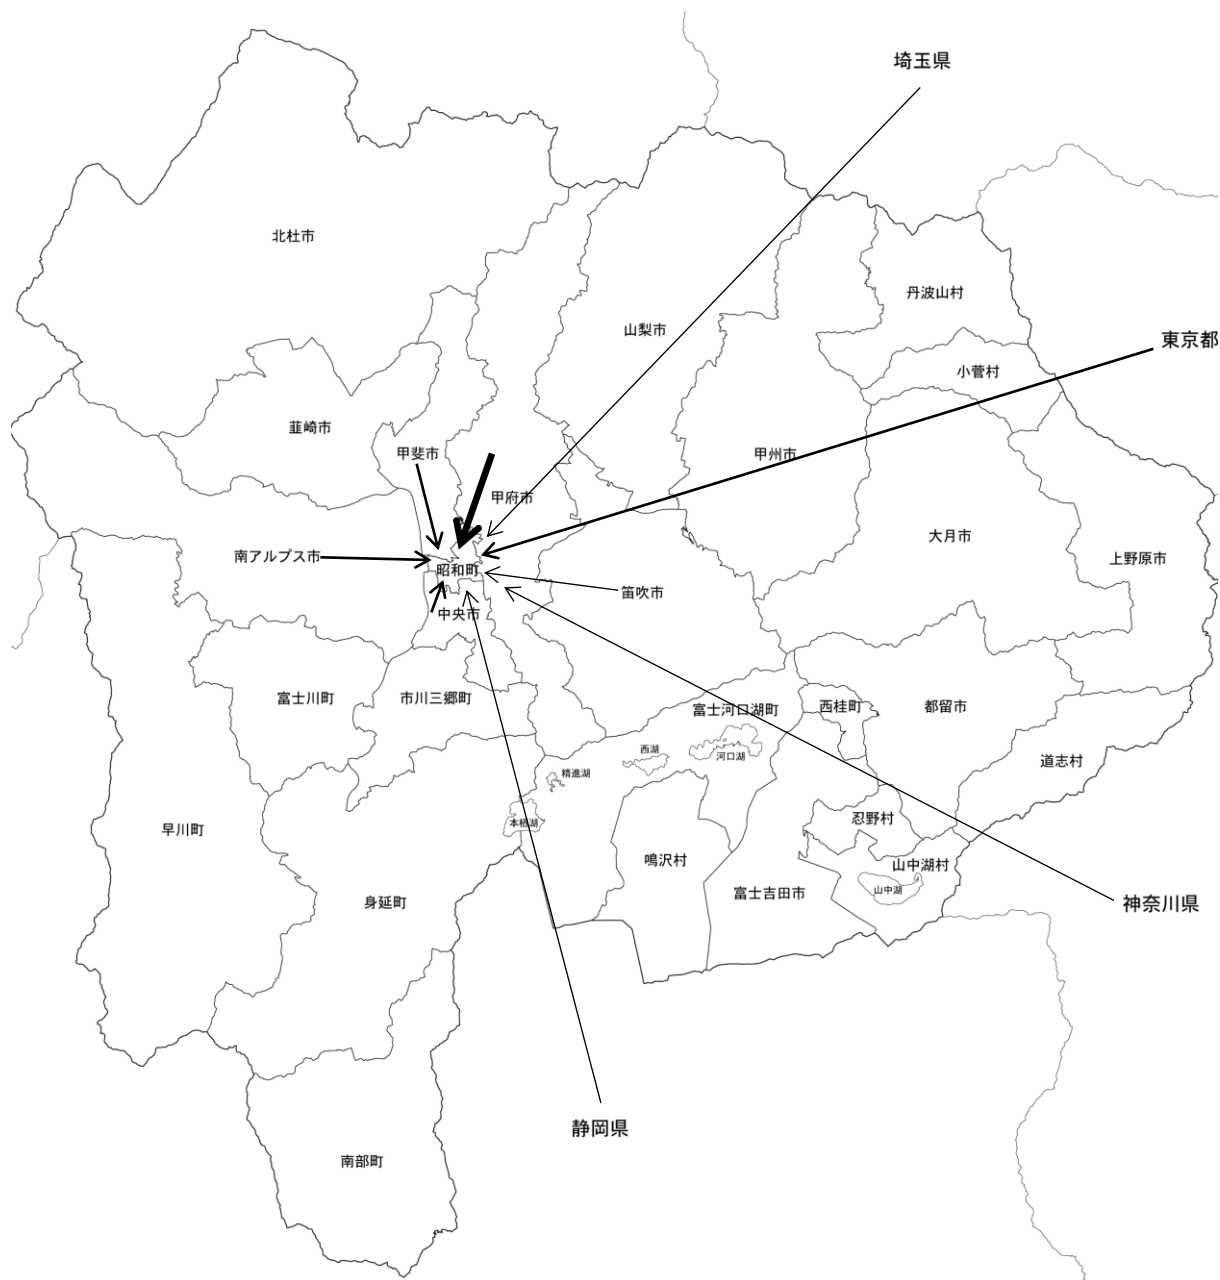 埼玉県
北杜市
丹波山村
山梨市
東京都
小菅村
韮崎市
甲斐市
甲州市
甲府市
大月市
南アルプス市
上野原市
昭和町
笛吹市
中央市
富士川町
市川三郷町
富士河口湖町
西桂町
都留市
西湖
河口湖
道志村
精進湖
本栖湖
忍野村
早川町
鳴沢村
山中湖村
山中湖
富士吉田市
身延町
神奈川県
静岡県
南部町